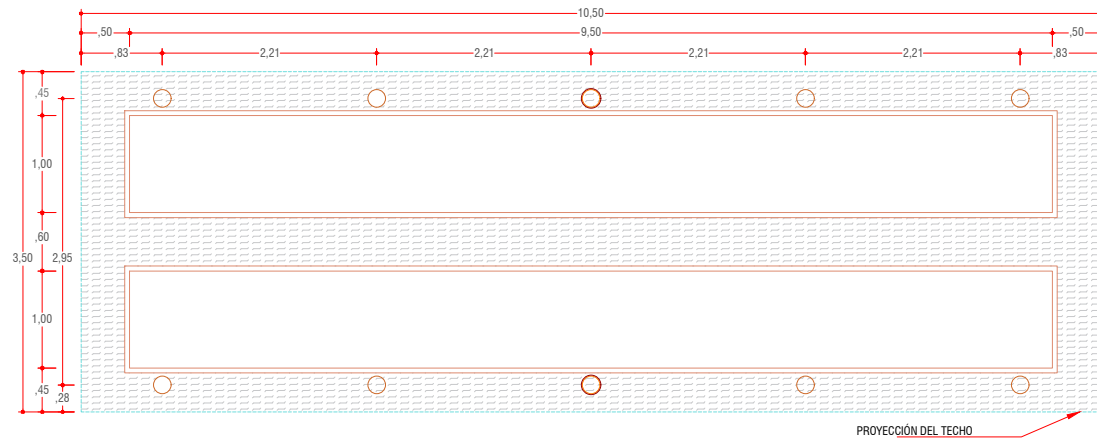 10,50
,50 9,50 ,50
,83 2,21 2,21 2,21 2,21 ,83
,45
1,00
,60
3,50 2,95
1,00
,45
,28
PROYECCIÓN DEL TECHO